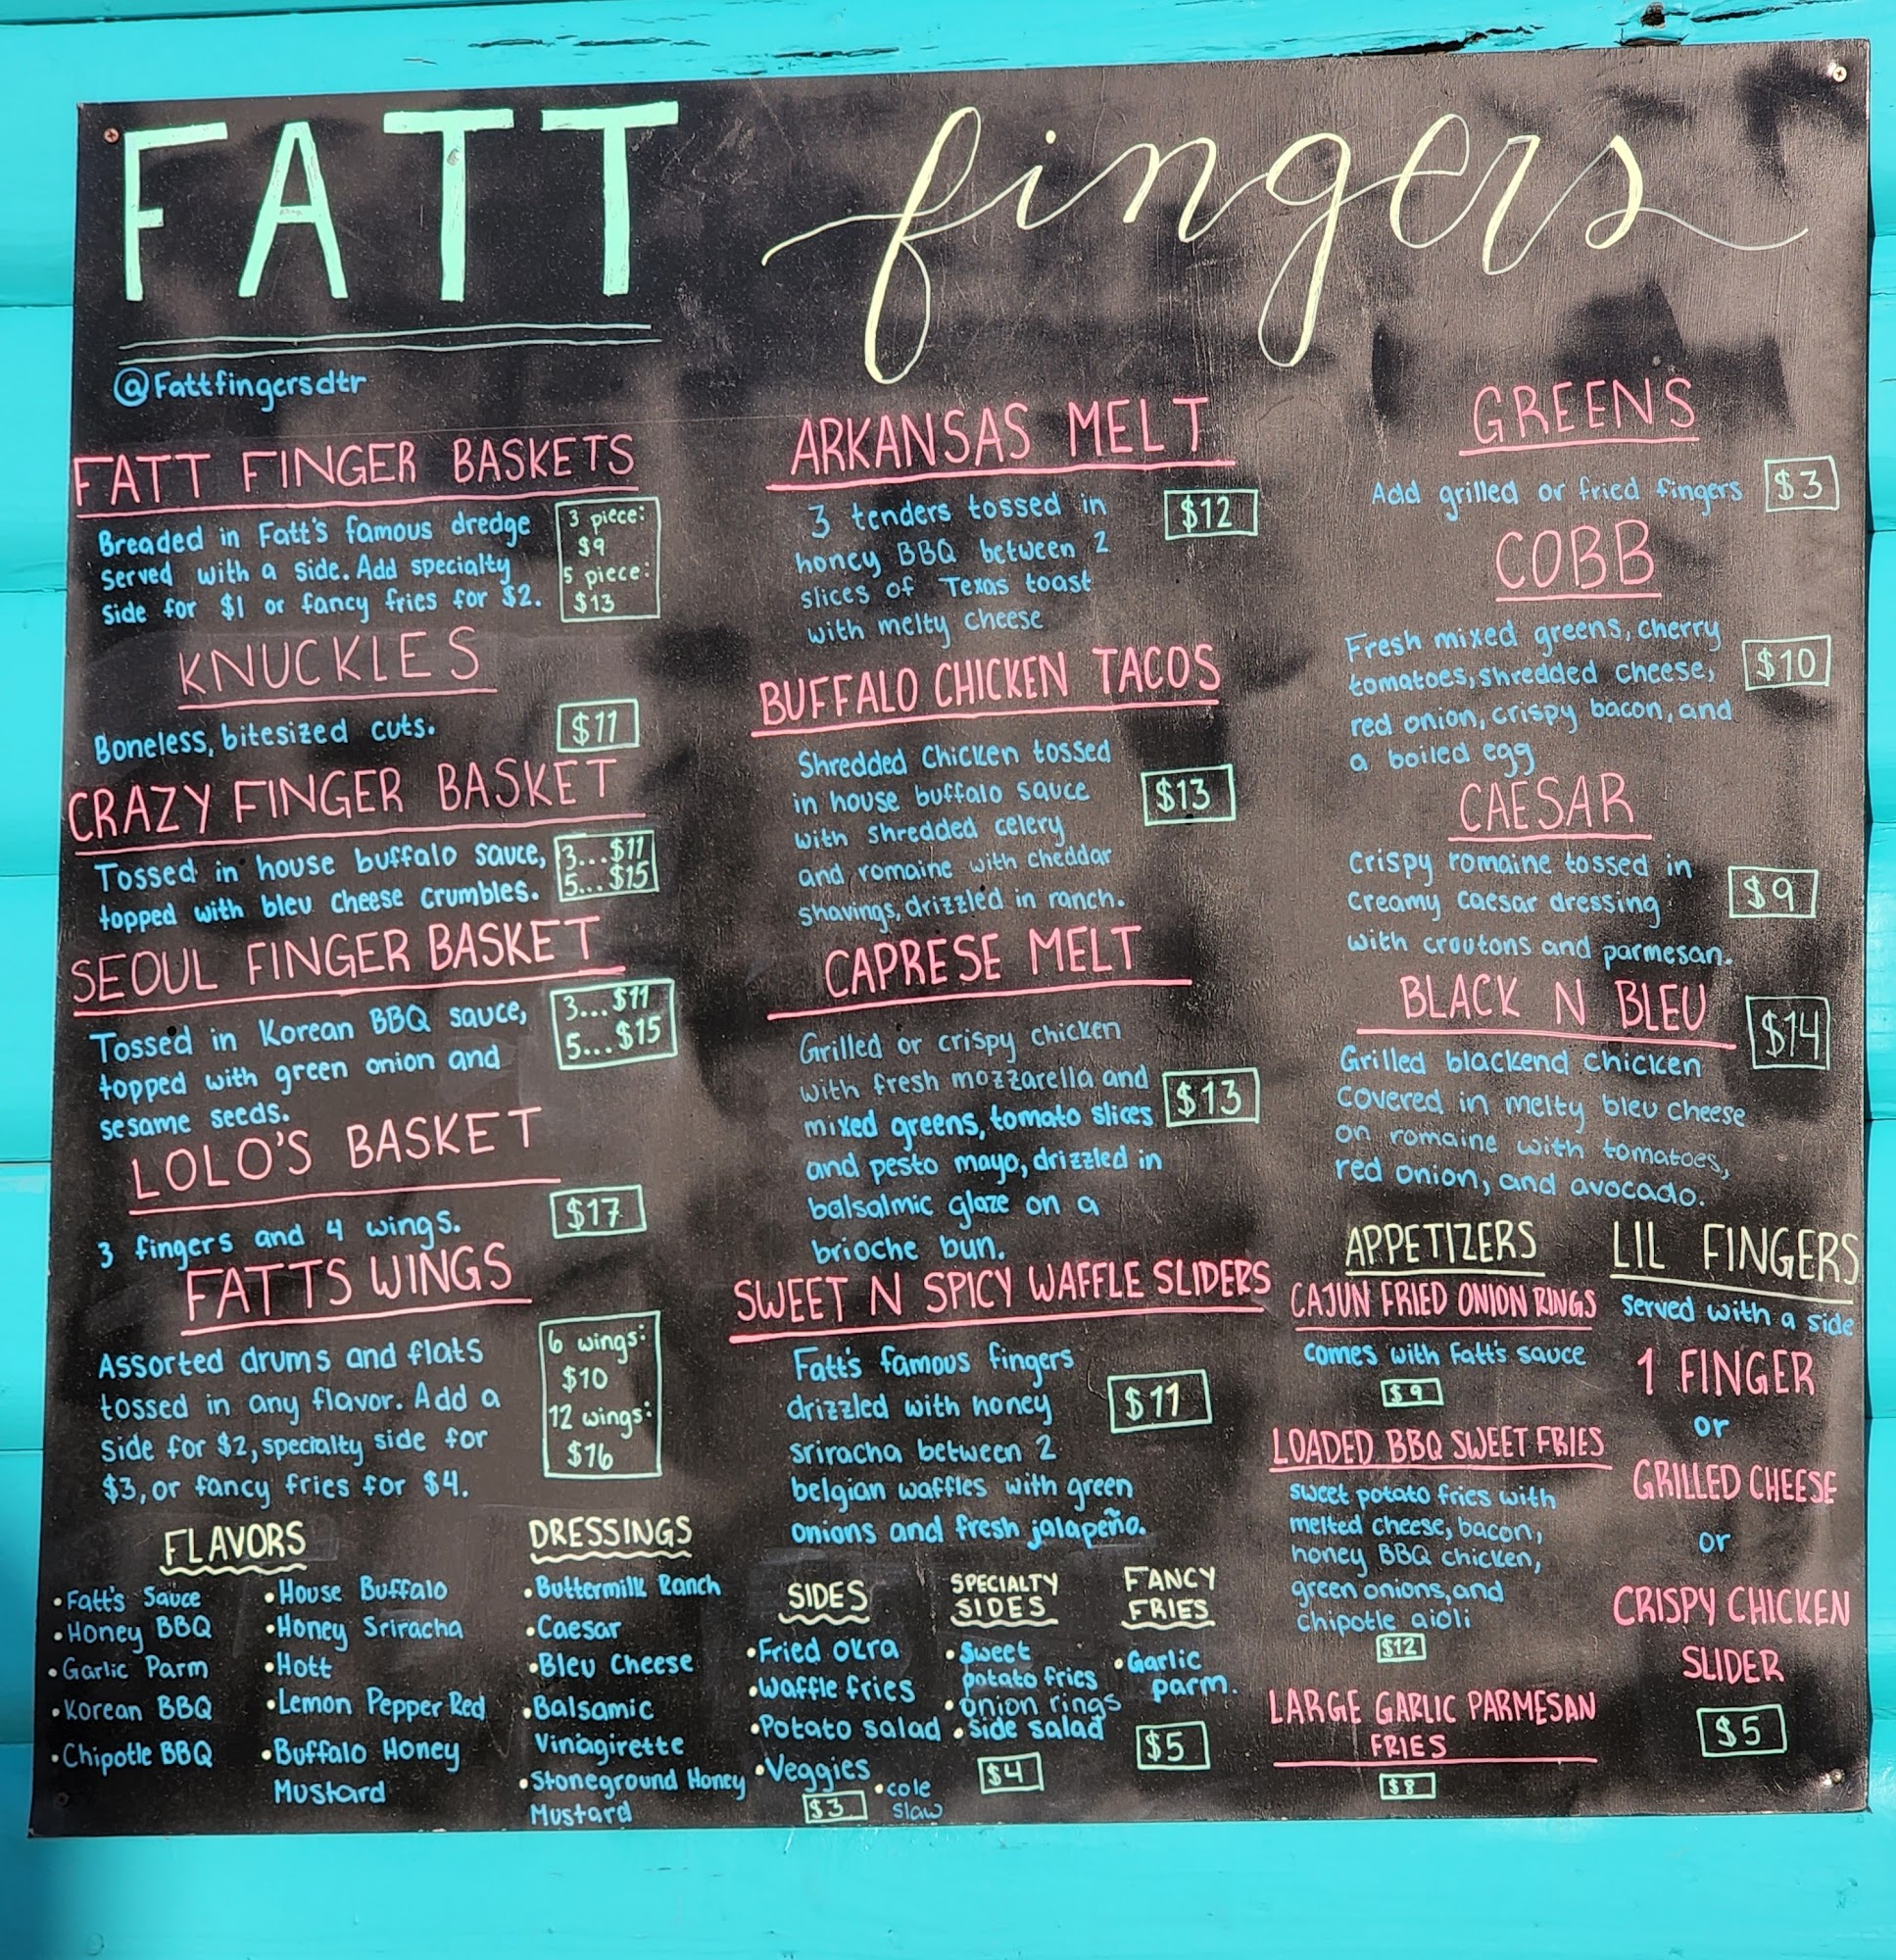 FATT fingers
@Fattfingersdtr
FATT FINGER BASKETS
Breaded in Fatt's famous dredge
served with a side. Add specialty
side for $1 or fancy fries for $2.
3 piece:
$9
5 piece:
$13
KNUCKLES
Boneless, bitesized cuts.
$11
CRAZY FINGER BASKET
Tossed in house buffalo sauce,
topped with bleu cheese crumbles.
3...$11
5...$15
SEOUL FINGER BASKET
Tossed in Korean BBQ sauce,
topped with green onion and
sesame seeds.
3...$11
5...$15
LOLO'S BASKET
3 fingers and 4 wings.
$17
FATTS WINGS
Assorted drums and flats
tossed in any flavor. Add a
side for $2, specialty side for
$3, or fancy fries for $4.
6 wings:
$10
12 wings:
$16
FLAVORS
•Fatt's Sauce
•Honey BBQ
•Garlic Parm
•Korean BBQ
•Chipotle BBQ
•House Buffalo
•Honey Sriracha
•Hott
•Lemon Pepper Red
•Buffalo Honey
Mustard
DRESSINGS
•Buttermilk Ranch
•Caesar
•Bleu Cheese
•Balsamic
Vinagirette
•Stoneground Honey
Mustard
ARKANSAS MELT
3 tenders tossed in
honey BBQ between 2
slices of Texas toast
with melty cheese
$12
BUFFALO CHICKEN TACOS
Shredded Chicken tossed
in house buffalo sauce
with shredded celery
and romaine with cheddar
shavings, drizzled in ranch.
$13
CAPRESE MELT
Grilled or crispy chicken
with fresh mozzarella and
mixed greens, tomato slices
and pesto mayo, drizzled in
balsalmic glaze on a
brioche bun.
$13
SWEET N SPICY WAFFLE SLIDERS
Fatt's famous fingers
drizzled with honey
sriracha between 2
belgian waffles with green
onions and fresh jalapeño.
$11
SIDES
•Fried okra
•Waffle fries
•Potato salad
•Veggies
•cole
slaw
$3
SPECIALTY
SIDES
•Sweet
potato fries
•onion rings
•side salad
$4
FANCY
FRIES
•Garlic
parm.
$5
GREENS
Add grilled or fried fingers
$3
COBB
Fresh mixed greens, cherry
tomatoes, shredded cheese,
red onion, crispy bacon, and
a boiled egg
$10
CAESAR
Crispy romaine tossed in
creamy caesar dressing
with croutons and parmesan.
$9
BLACK N BLEU
$14
Grilled blackend chicken
covered in melty bleu cheese
on romaine with tomatoes,
red onion, and avocado.
APPETIZERS
CAJUN FRIED ONION RINGS
comes with Fatt's sauce
$9
LOADED BBQ SWEET FRIES
sweet potato fries with
melted cheese, bacon,
honey BBQ chicken,
green onions, and
chipotle aioli
$12
LARGE GARLIC PARMESAN
FRIES
$8
LIL FINGERS
served with a side
1 FINGER
or
GRILLED CHEESE
or
CRISPY CHICKEN
SLIDER
$5